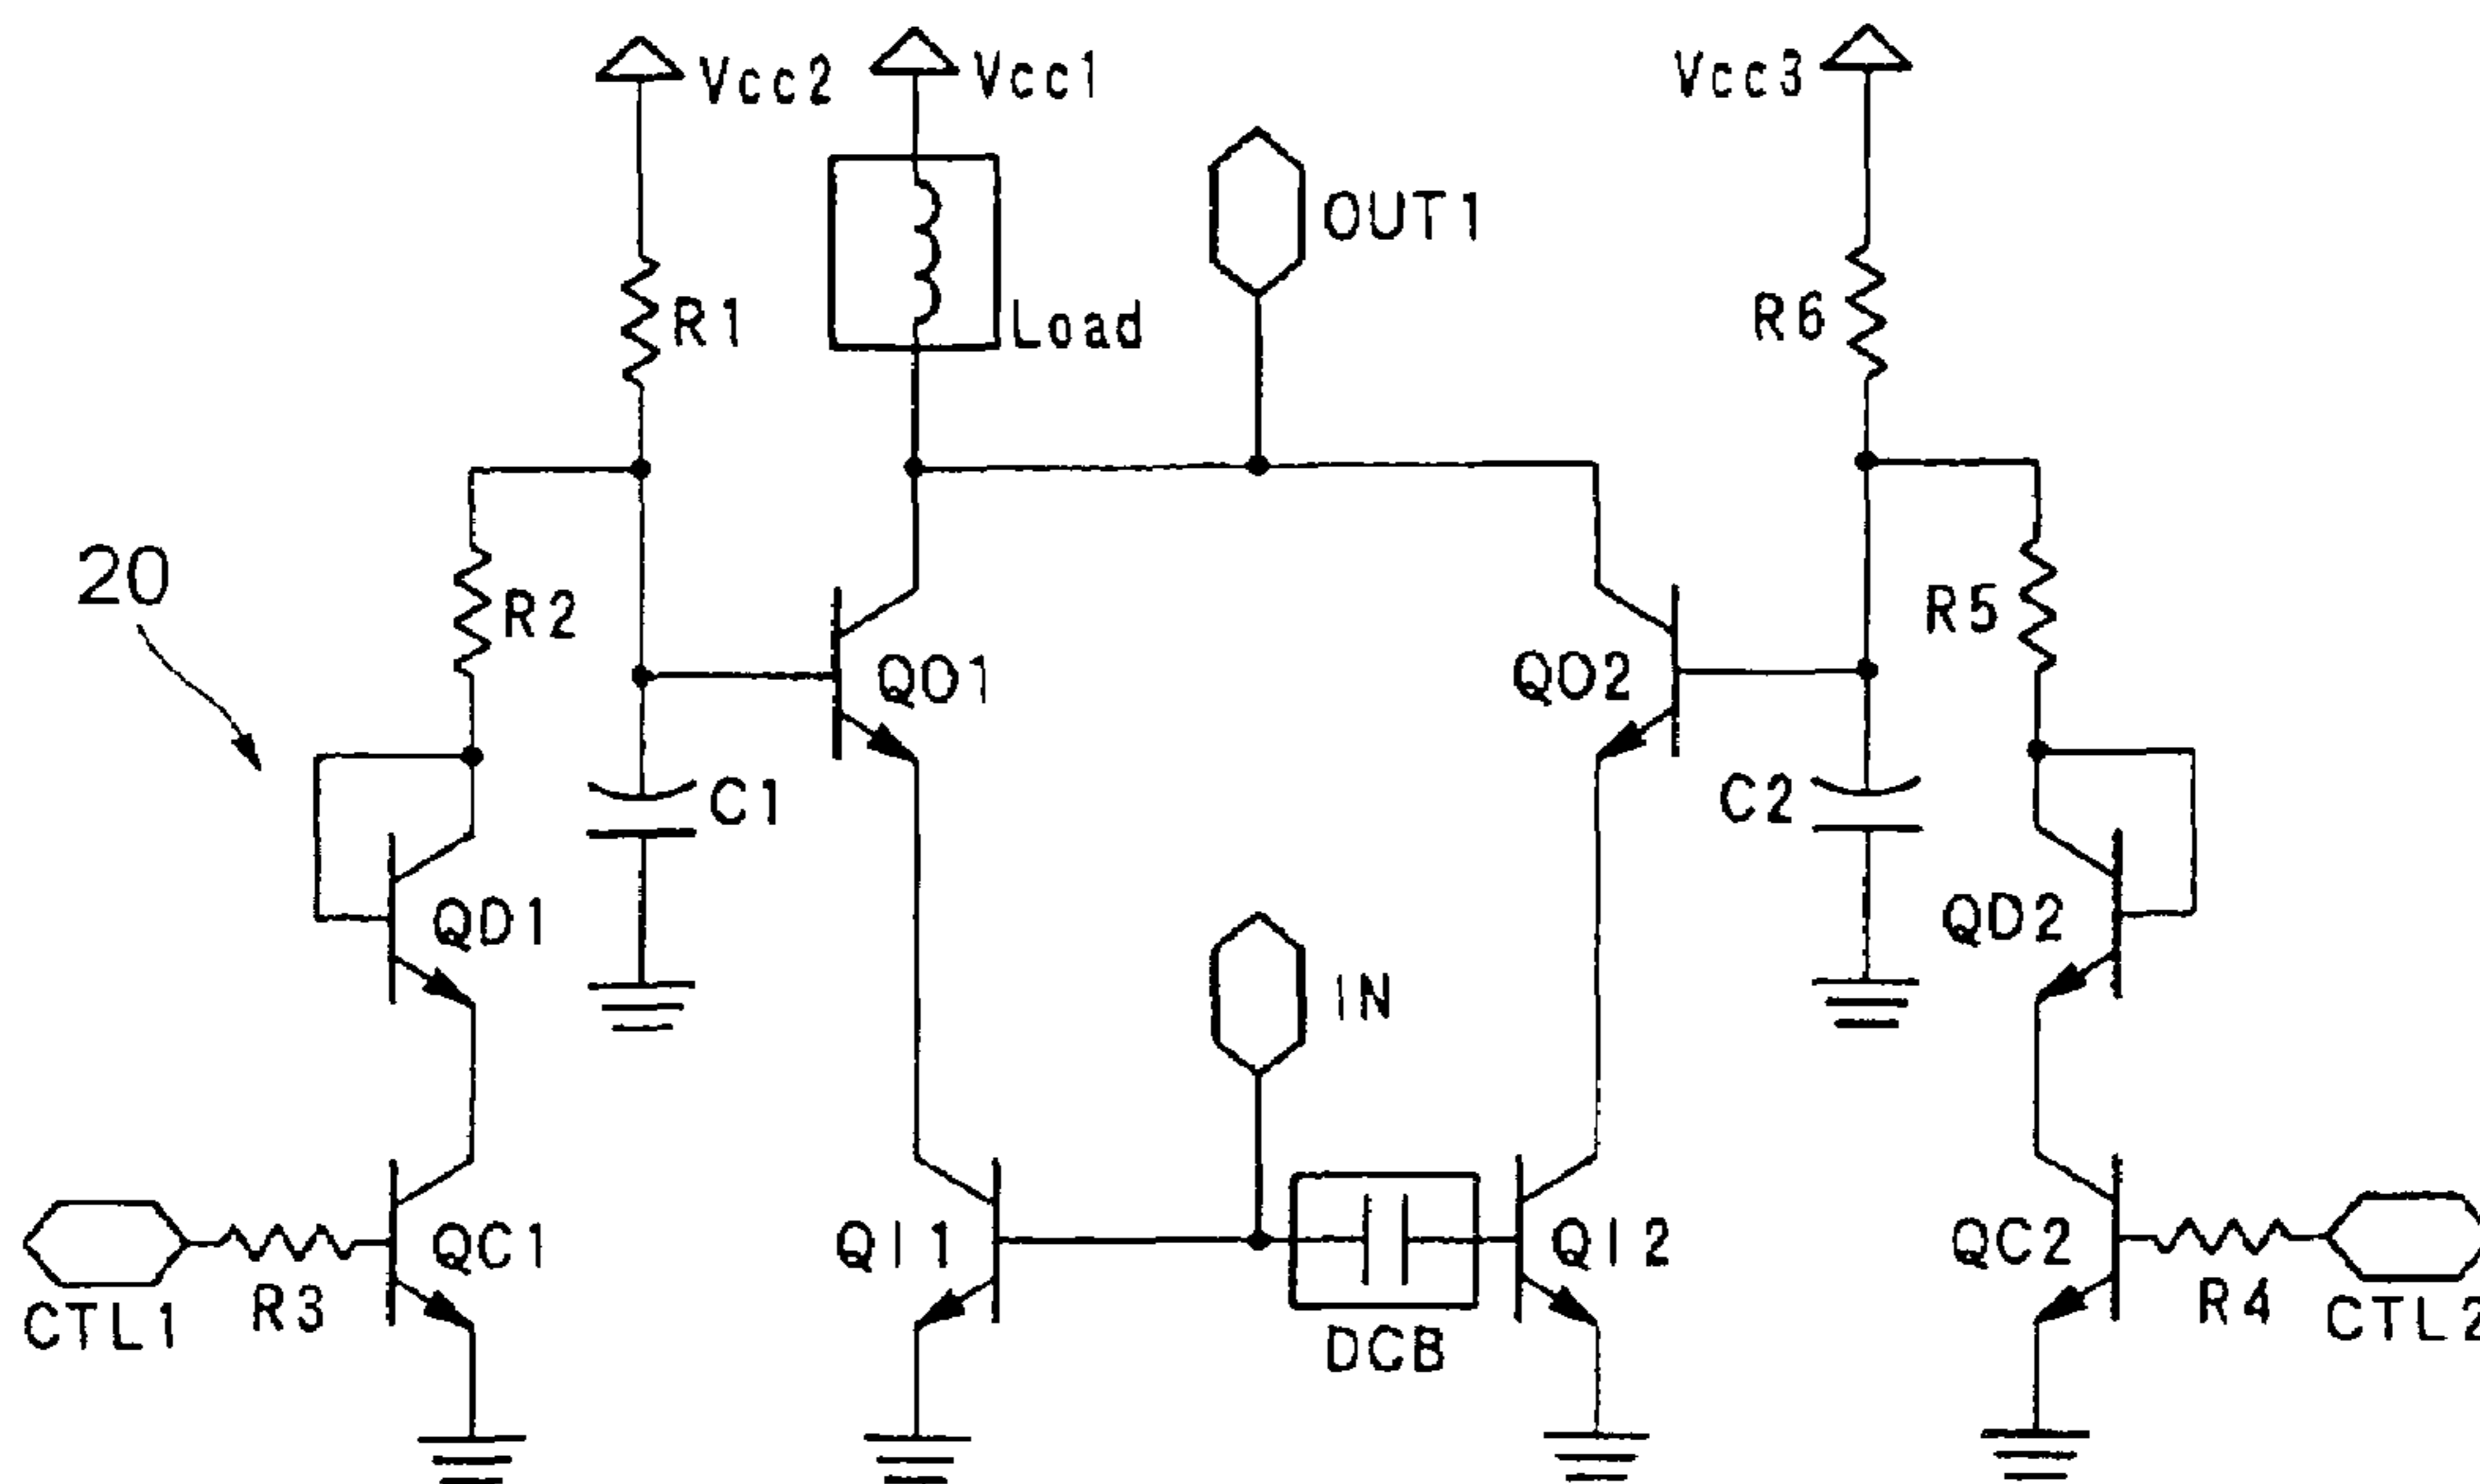 Vcc2
Vcc1
Vcc3
OUT1
R1
Load
R6
20
R2
R5
QO1
QO2
C1
C2
QD1
QD2
IN
QC1
QI1
QI2
QC2
R3
CTL1
DCB
R4
CTL2